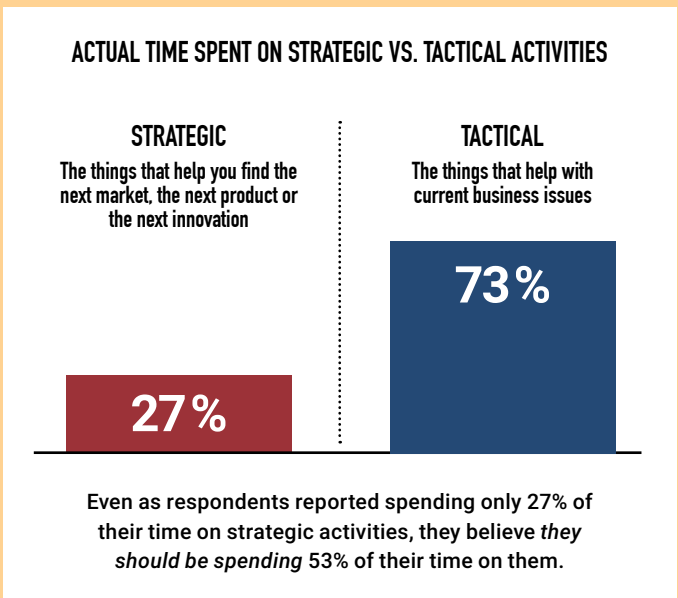 ACTUAL TIME SPENT ON STRATEGIC VS. TACTICAL ACTIVITIES
STRATEGIC
The things that help you find the
next market, the next product or
the next innovation
27%
TACTICAL
The things that help with
current business issues
73%
Even as respondents reported spending only 27% of
their time on strategic activities, they believe they
should be spending 53% of their time on them.